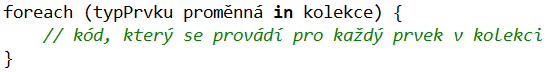 foreach (typPrvku proměnná in kolekce) {
    // kód, který se provádí pro každý prvek v kolekci
}